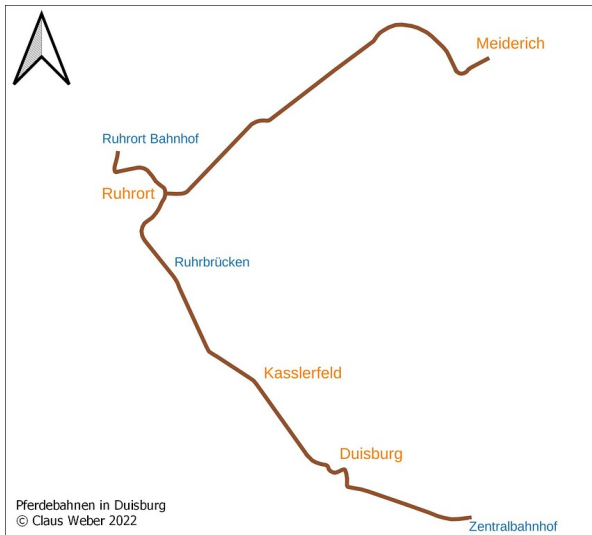 Meiderich
Ruhrort Bahnhof
Ruhrort
Ruhrbrücken
Kasslerfeld
Duisburg
Pferdebahnen in Duisburg
© Claus Weber 2022
Zentralbahnhof